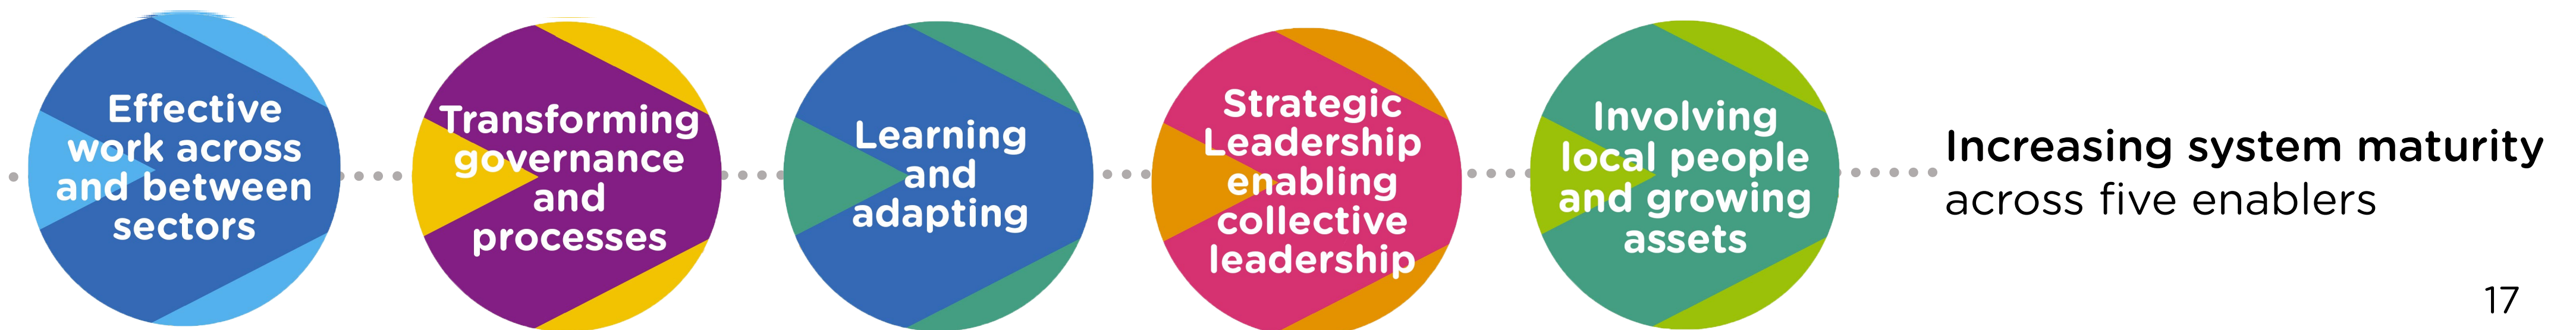 Effective
work across
and between
sectors
Transforming
governance
and
processes
Learning
and
adapting
Strategic
Leadership
enabling
collective
leadership
Involving
local people
and growing
assets
Increasing system maturity
across five enablers
17